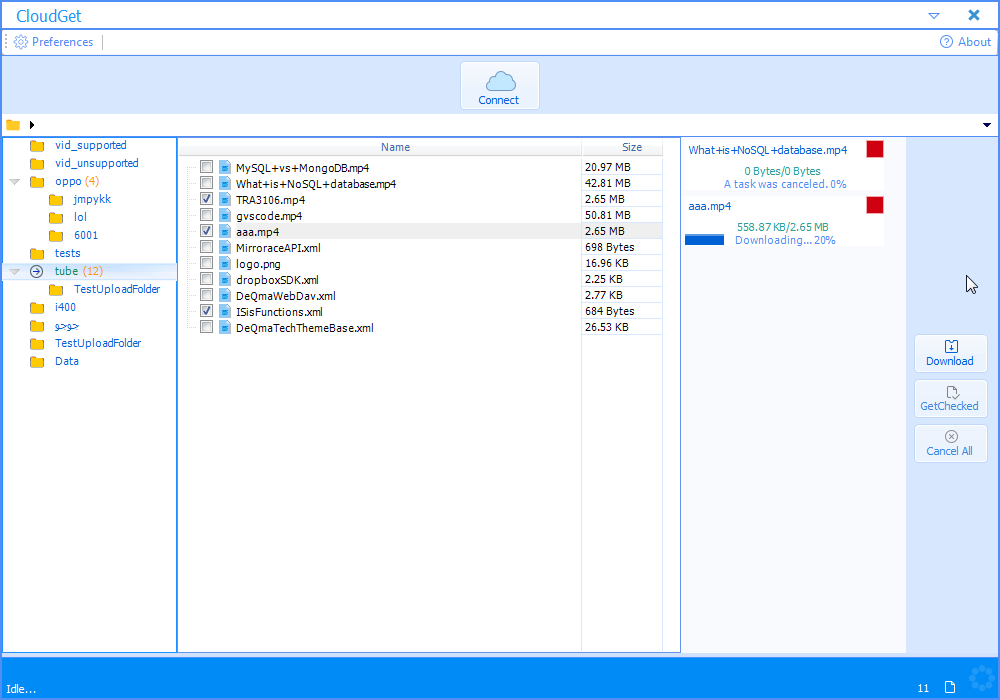 CloudGet
Preferences
About
Connect
vid_supported
vid_unsupported
oppo (4)
jmpykk
lol
6001
tests
tube (12)
TestUploadFolder
i400
جوجو
TestUploadFolder
Data
Name Size
MySQL+vs+MongoDB.mp4 20.97 MB
What+is+NoSQL+database.mp4 42.81 MB
TRA3106.mp4 2.65 MB
gvscode.mp4 50.81 MB
aaa.mp4 2.65 MB
MirroraceAPI.xml 698 Bytes
logo.png 16.96 KB
dropboxSDK.xml 2.25 KB
DeQmaWebDav.xml 2.77 KB
ISisFunctions.xml 684 Bytes
DeQmaTechThemeBase.xml 26.53 KB
What+is+NoSQL+database.mp4
0 Bytes/0 Bytes
A task was canceled. 0%
aaa.mp4
558.87 KB/2.65 MB
Downloading... 20%
Download
GetChecked
Cancel All
Idle...
11